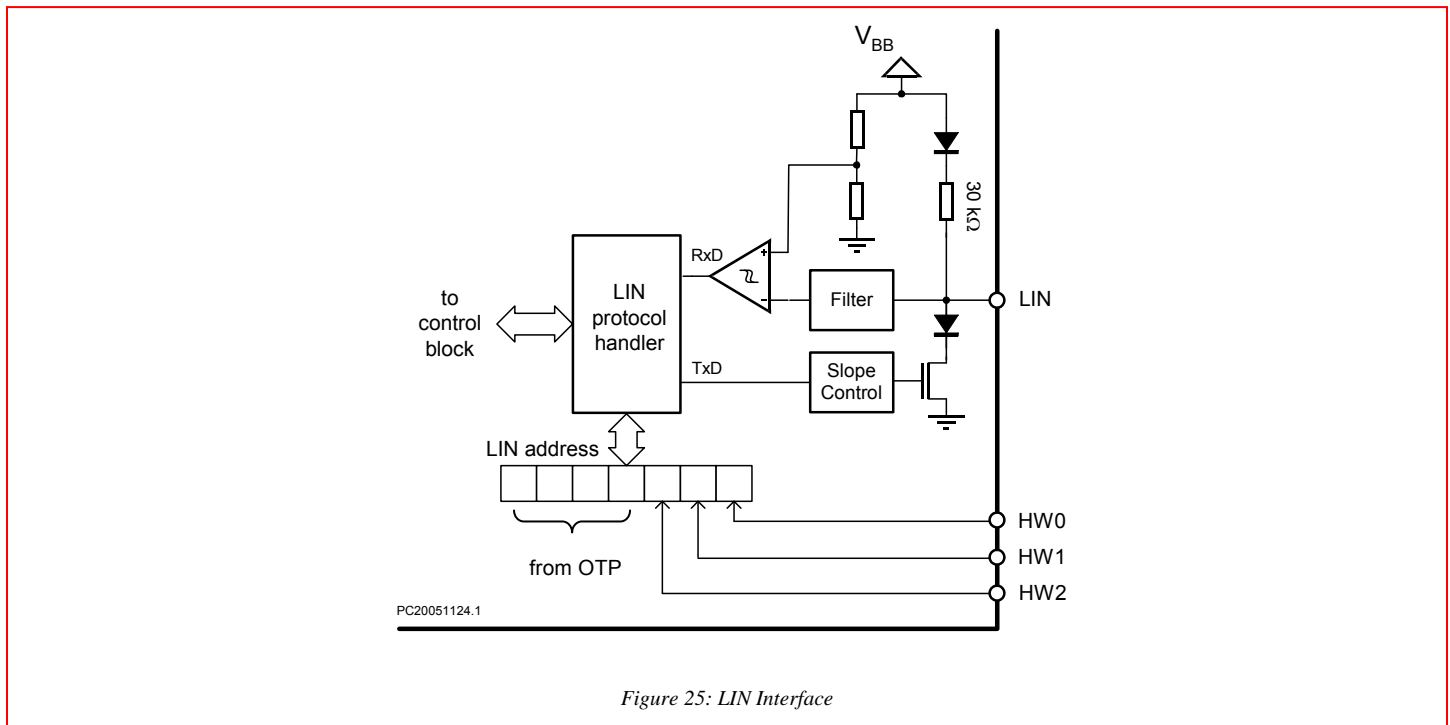 VBB
30 kΩ
RxD
+
-
to
control
block
LIN
protocol
handler
Filter
LIN
TxD
Slope
Control
LIN address
HW0
from OTP
HW1
HW2
PC20051124.1
Figure 25: LIN Interface